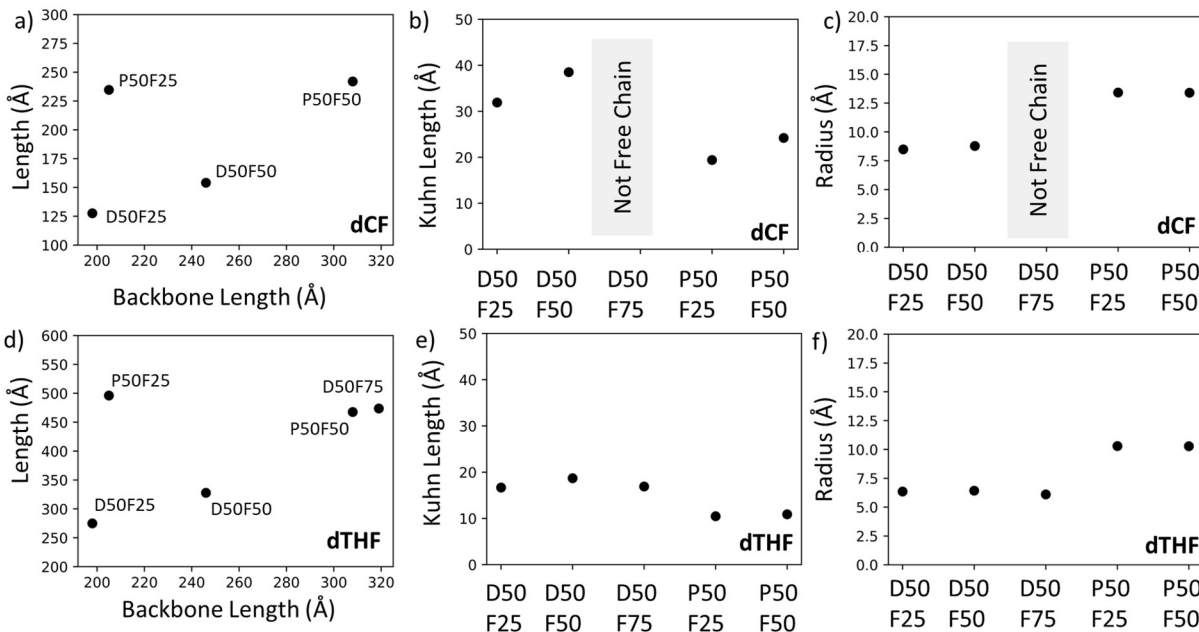 a)
300
275
250
225
200
175
150
125
100
Length (Å)
P50F25
P50F50
D50F50
D50F25
dCF
200 220 240 260 280 300 320
Backbone Length (Å)
b)
50
40
30
20
10
0
Kuhn Length (Å)
Not Free Chain
dCF
D50 D50 D50 P50 P50
F25 F50 F75 F25 F50
c)
20.0
17.5
15.0
12.5
10.0
7.5
5.0
2.5
0.0
Radius (Å)
Not Free Chain
dCF
D50 D50 D50 P50 P50
F25 F50 F75 F25 F50
d)
600
550
500
450
400
350
300
250
200
Length (Å)
P50F25
D50F75
P50F50
D50F25
D50F50
dTHF
200 220 240 260 280 300 320
Backbone Length (Å)
e)
50
40
30
20
10
0
Kuhn Length (Å)
dTHF
D50 D50 D50 P50 P50
F25 F50 F75 F25 F50
f)
20.0
17.5
15.0
12.5
10.0
7.5
5.0
2.5
0.0
Radius (Å)
dTHF
D50 D50 D50 P50 P50
F25 F50 F75 F25 F50